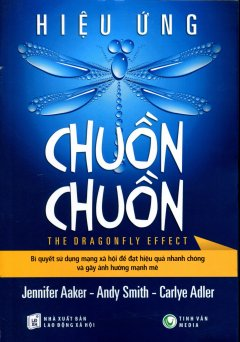 HIỆU ỨNG
CHUỒN
CHUỒN
THE DRAGONFLY EFFECT
Bí quyết sử dụng mạng xã hội để đạt hiệu quả nhanh chóng
và gây ảnh hưởng mạnh mẽ
Jennifer Aaker - Andy Smith - Carlye Adler
NHÀ XUẤT BẢN
LAO ĐỘNG XÃ HỘI
TINH VĂN
MEDIA